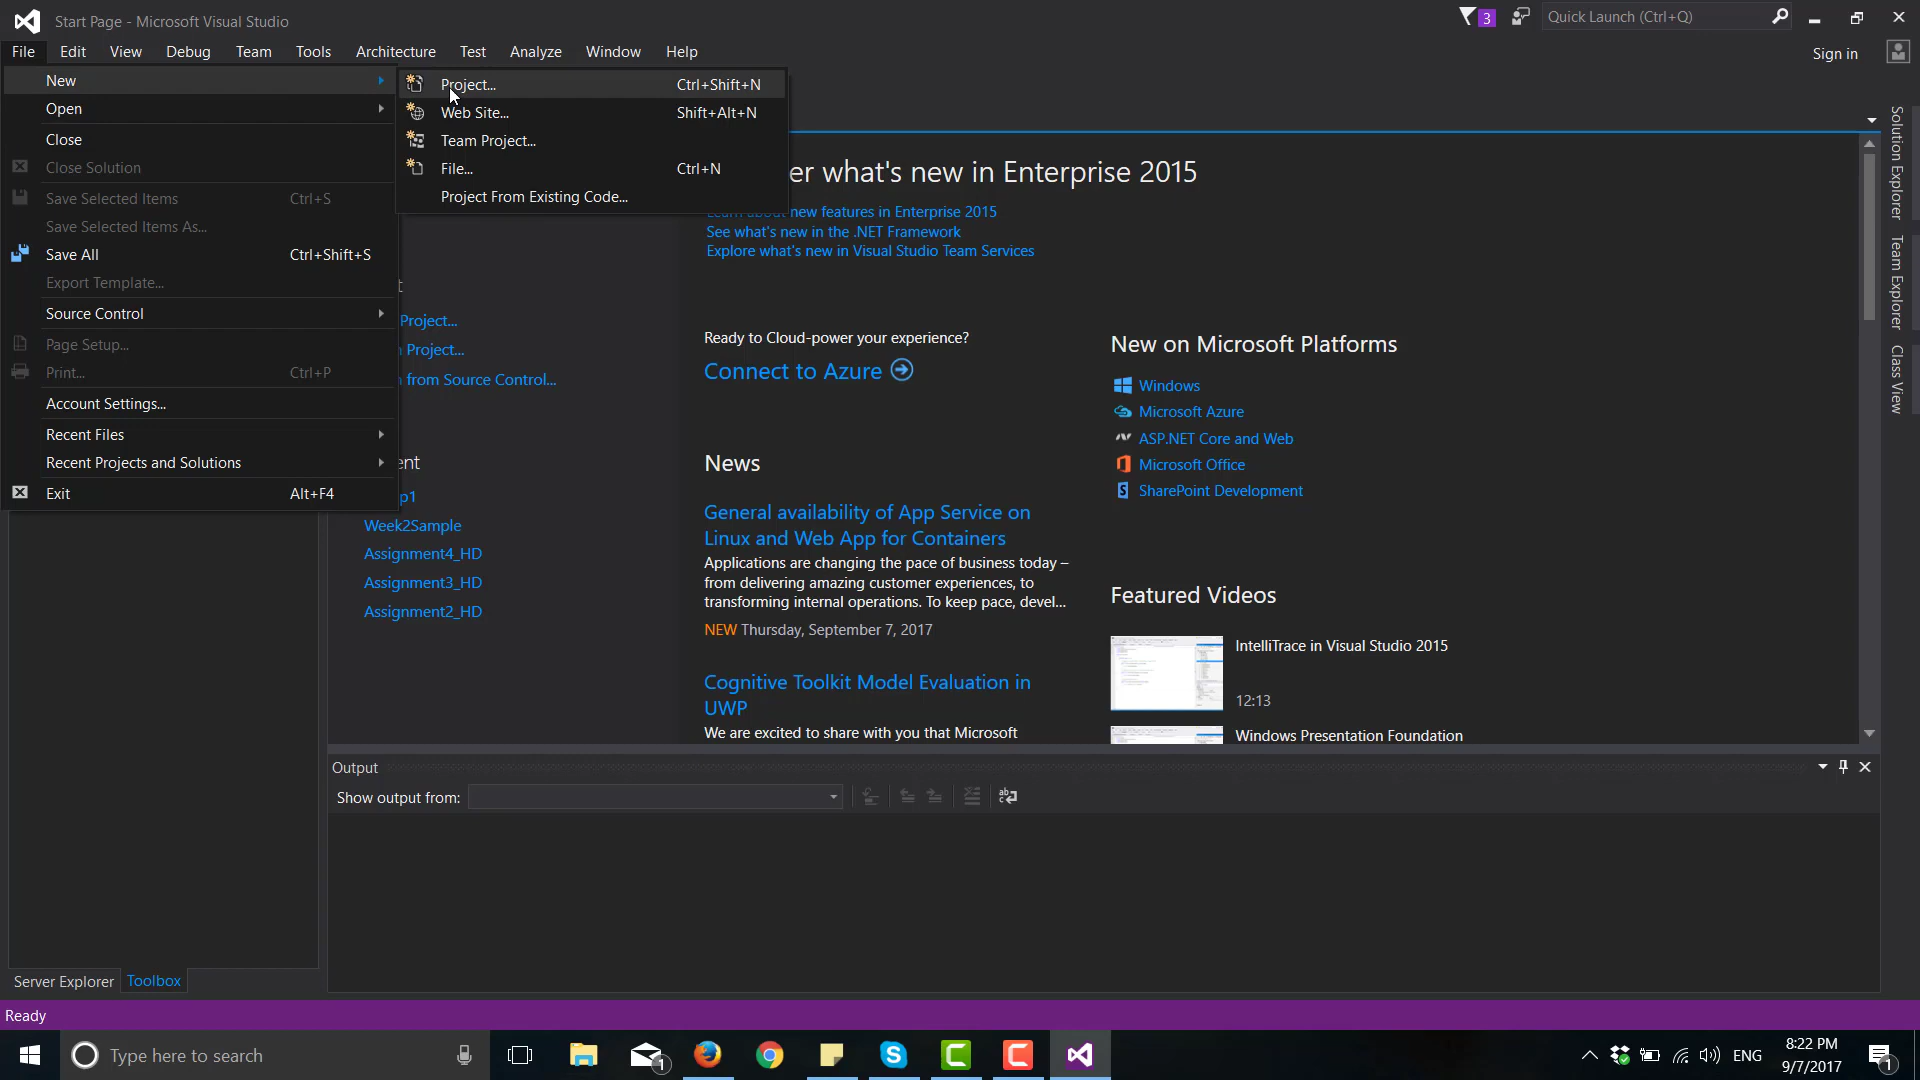 Start Page - Microsoft Visual Studio
3
Quick Launch (Ctrl+Q)
File Edit View Debug Team Tools Architecture Test Analyze Window Help
Sign in
New
Open
Close
Close Solution
Save Selected Items Ctrl+S
Save Selected Items As...
Save All Ctrl+Shift+S
Export Template...
Source Control
Page Setup...
Print... Ctrl+P
Account Settings...
Recent Files
Recent Projects and Solutions
Exit Alt+F4
Project... Ctrl+Shift+N
Web Site... Shift+Alt+N
Team Project...
File... Ctrl+N
Project From Existing Code...
er what's new in Enterprise 2015
Learn about new features in Enterprise 2015
See what's new in the .NET Framework
Explore what's new in Visual Studio Team Services
t
Project...
Project...
from Source Control...
ent
p1
Week2Sample
Assignment4_HD
Assignment3_HD
Assignment2_HD
Ready to Cloud-power your experience?
Connect to Azure
News
General availability of App Service on
Linux and Web App for Containers
Applications are changing the pace of business today –
from delivering amazing customer experiences, to
transforming internal operations. To keep pace, devel...
NEW Thursday, September 7, 2017
Cognitive Toolkit Model Evaluation in
UWP
We are excited to share with you that Microsoft
New on Microsoft Platforms
Windows
Microsoft Azure
ASP.NET Core and Web
Microsoft Office
SharePoint Development
Featured Videos
IntelliTrace in Visual Studio 2015
12:13
Windows Presentation Foundation
Solution Explorer
Team Explorer
Class View
Output
Show output from:
Server Explorer Toolbox
Ready
Type here to search
1
ENG
8:22 PM
9/7/2017
1